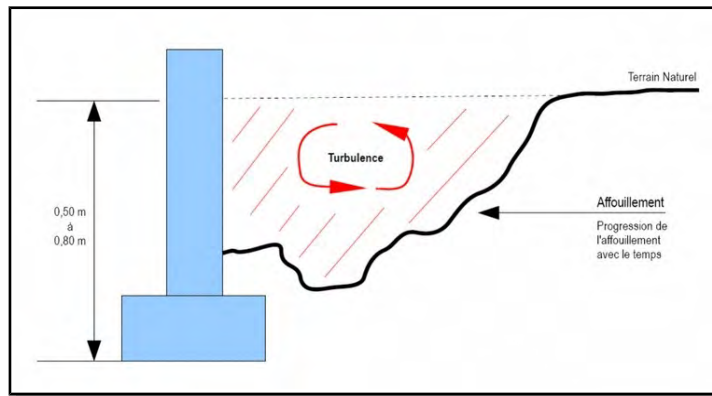 Terrain Naturel
Turbulence
Affouillement
Progression de
l'affouillement
avec le temps
0,50 m
à
0,80 m